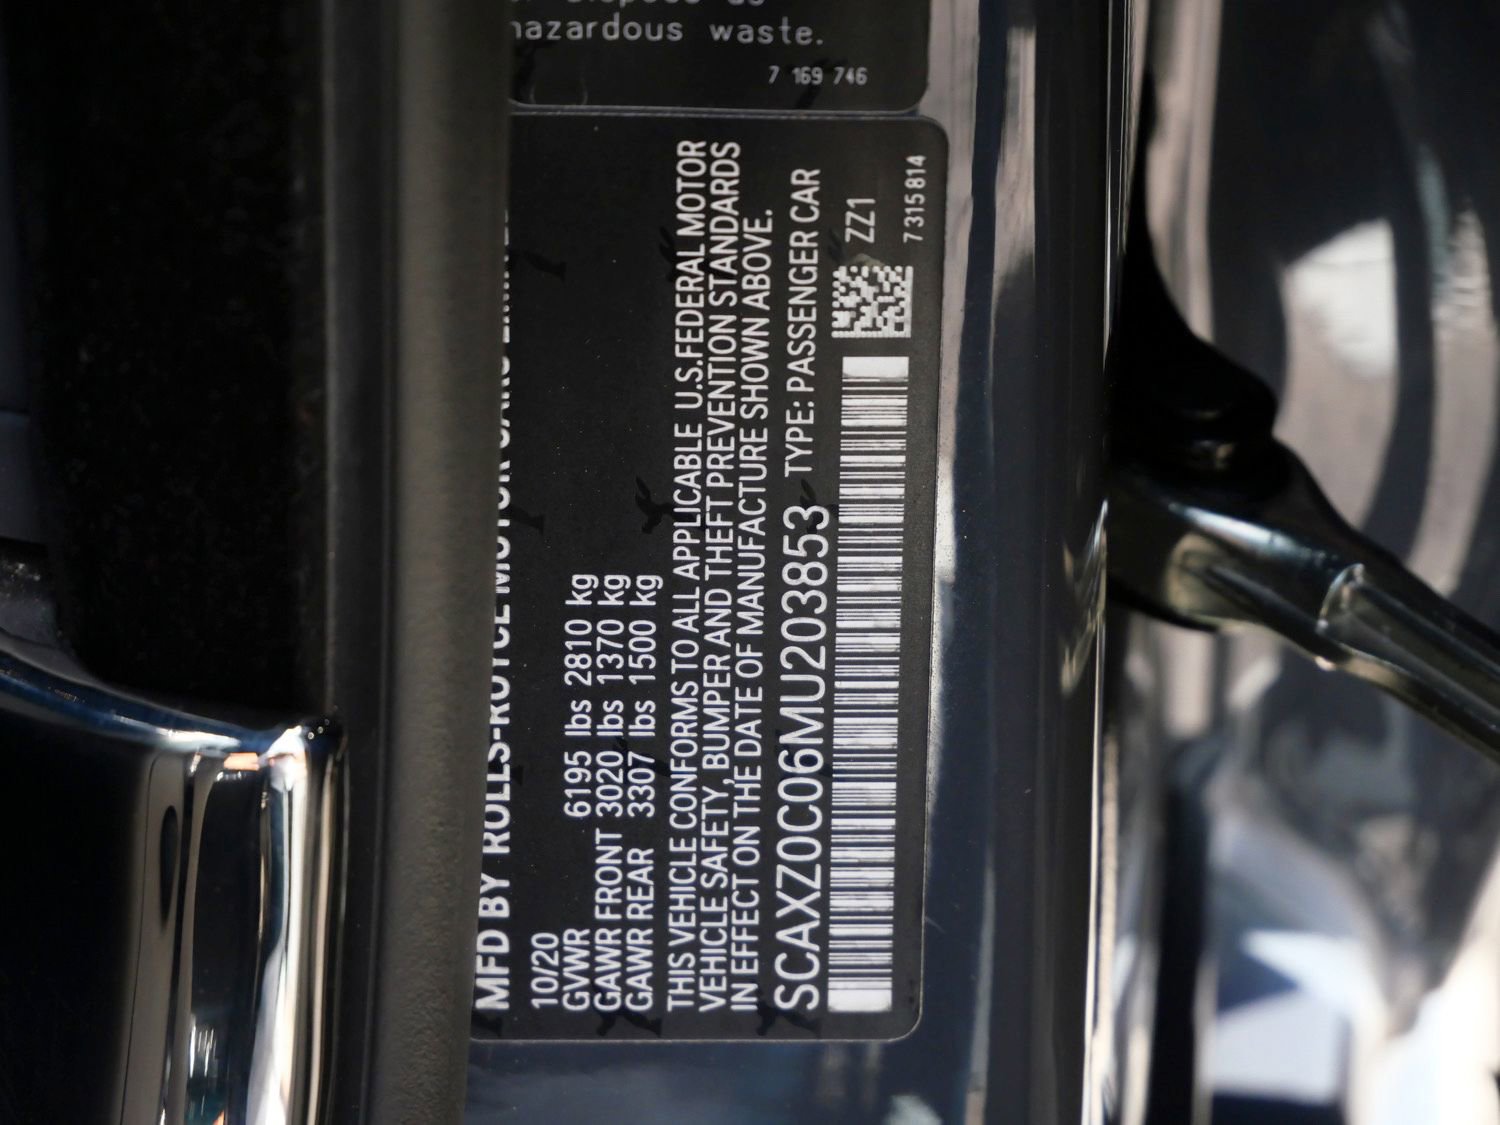 hazardous waste.
7 169 746
MFD BY ROLLS-ROYCE MOTOR CARS
10/20
GVWR 6195 lbs 2810 kg
GAWR FRONT 3020 lbs 1370 kg
GAWR REAR 3307 lbs 1500 kg
THIS VEHICLE CONFORMS TO ALL APPLICABLE U.S.FEDERAL MOTOR
VEHICLE SAFETY, BUMPER AND THEFT PREVENTION STANDARDS
IN EFFECT ON THE DATE OF MANUFACTURE SHOWN ABOVE.
SCAXZ0C06MU203853 TYPE: PASSENGER CAR
ZZ1
7 315 814